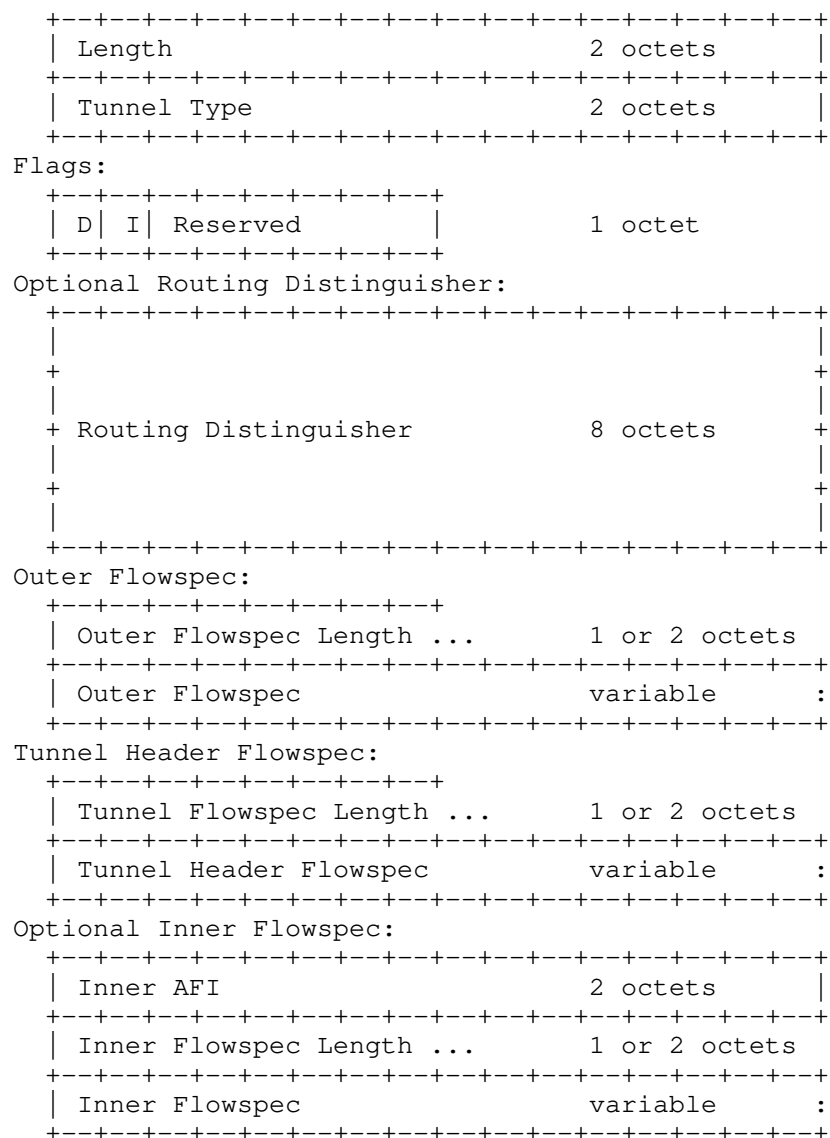 +--+--+--+--+--+--+--+--+--+--+--+--+--+--+--+--+
| Length                         2 octets       |
+--+--+--+--+--+--+--+--+--+--+--+--+--+--+--+--+
| Tunnel Type                    2 octets       |
+--+--+--+--+--+--+--+--+--+--+--+--+--+--+--+--+
Flags:
+--+--+--+--+--+--+--+--+
| D| I| Reserved        |        1 octet
+--+--+--+--+--+--+--+--+
Optional Routing Distinguisher:
+--+--+--+--+--+--+--+--+--+--+--+--+--+--+--+--+
|                                               |
+                                               +
|                                               |
+ Routing Distinguisher          8 octets       +
|                                               |
+                                               +
|                                               |
+--+--+--+--+--+--+--+--+--+--+--+--+--+--+--+--+
Outer Flowspec:
+--+--+--+--+--+--+--+--+
| Outer Flowspec Length ...      1 or 2 octets
+--+--+--+--+--+--+--+--+--+--+--+--+--+--+--+--+
| Outer Flowspec                 variable       :
+--+--+--+--+--+--+--+--+--+--+--+--+--+--+--+--+
Tunnel Header Flowspec:
+--+--+--+--+--+--+--+--+
| Tunnel Flowspec Length ...     1 or 2 octets
+--+--+--+--+--+--+--+--+--+--+--+--+--+--+--+--+
| Tunnel Header Flowspec         variable       :
+--+--+--+--+--+--+--+--+--+--+--+--+--+--+--+--+
Optional Inner Flowspec:
+--+--+--+--+--+--+--+--+--+--+--+--+--+--+--+--+
| Inner AFI                      2 octets       |
+--+--+--+--+--+--+--+--+--+--+--+--+--+--+--+--+
| Inner Flowspec Length ...      1 or 2 octets
+--+--+--+--+--+--+--+--+--+--+--+--+--+--+--+--+
| Inner Flowspec                 variable       :
+--+--+--+--+--+--+--+--+--+--+--+--+--+--+--+--+